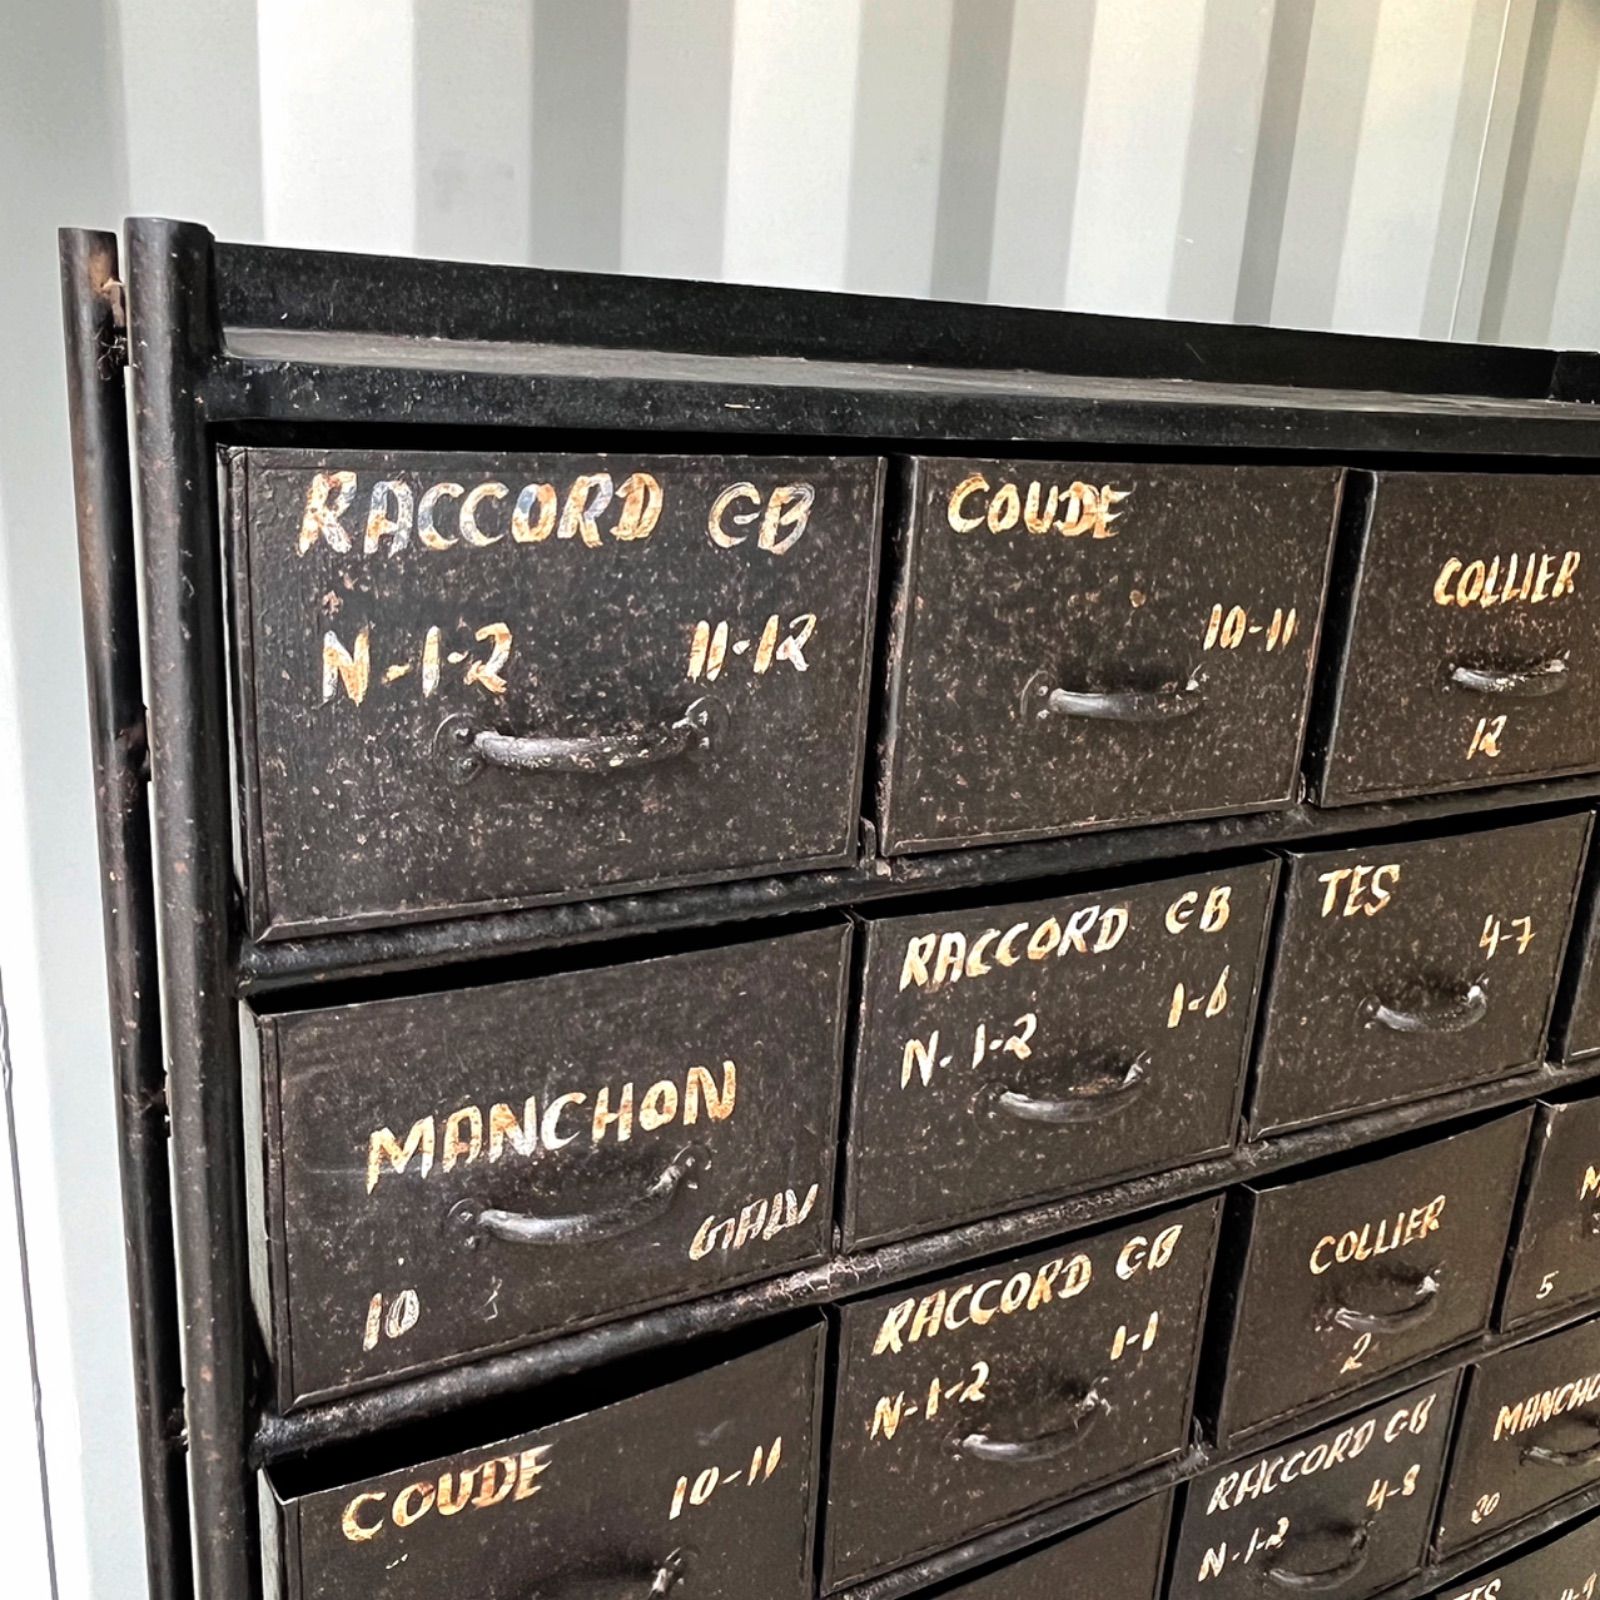 RACCORD GB
N-1-2 11-12
COUDE
10-11
COLLIER
12
MANCHON
GALV
10
RACCORD GB
1-6
N-1-2
TES
4-7
COUDE
10-11
RACCORD GB
1-1
N-1-2
COLLIER
2
5
RACCORD GB
4-8
N-1-2
MANCHO
20